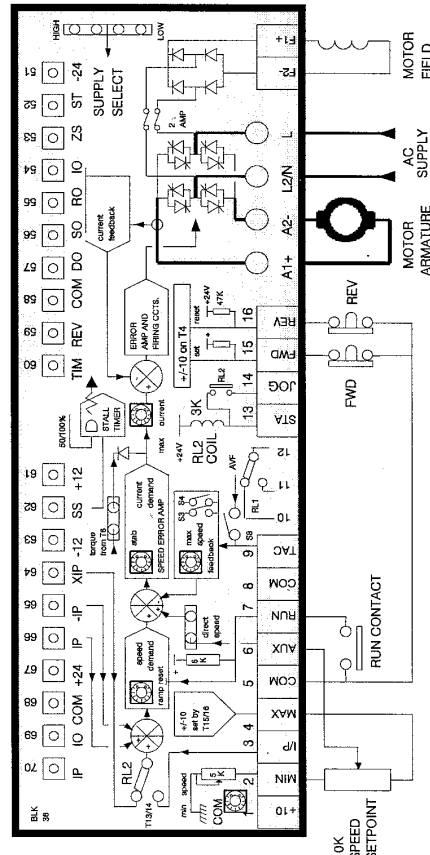 HIGH
LOW
SUPPLY
SELECT
51
-24
52
ST
53
ZS
54
IO
55
RO
56
SO
57
DO
58
COM
59
REV
60
TIM
61
+12
62
SS
63
-12
64
XIP
65
-IP
66
IP
67
+24
68
COM
69
IO
70
IP
BLK
36
F1+
F2-
MOTOR
FIELD
2
AMP
L
L2/N
AC
SUPPLY
A2-
A1+
MOTOR
ARMATURE
current
feedback
ERROR
AMP AND
FIRING CCTS.
+/-10 on T4
set
reset
+24V
47K
16
REV
15
FWD
14
JOG
13
STA
REV
FWD
RL2
3K
+24V
RL2
COIL
50/100%
STALL
TIMER
max
current
torque
from T6
stab
current
demand
SPEED ERROR AMP
max
speed
feedback
S3
S4
AVF
S8
RL1
12
11
10
9
TAC
8
COM
7
RUN
6
AUX
5
COM
4
MAX
3
I/P
2
MIN
1
+10
direct
speed
5
K
speed
demand
ramp reset
+/-10
set by
T15/16
RL2
T13/14
min
speed
5
K
COM
RUN CONTACT
0K
SPEED
SETPOINT